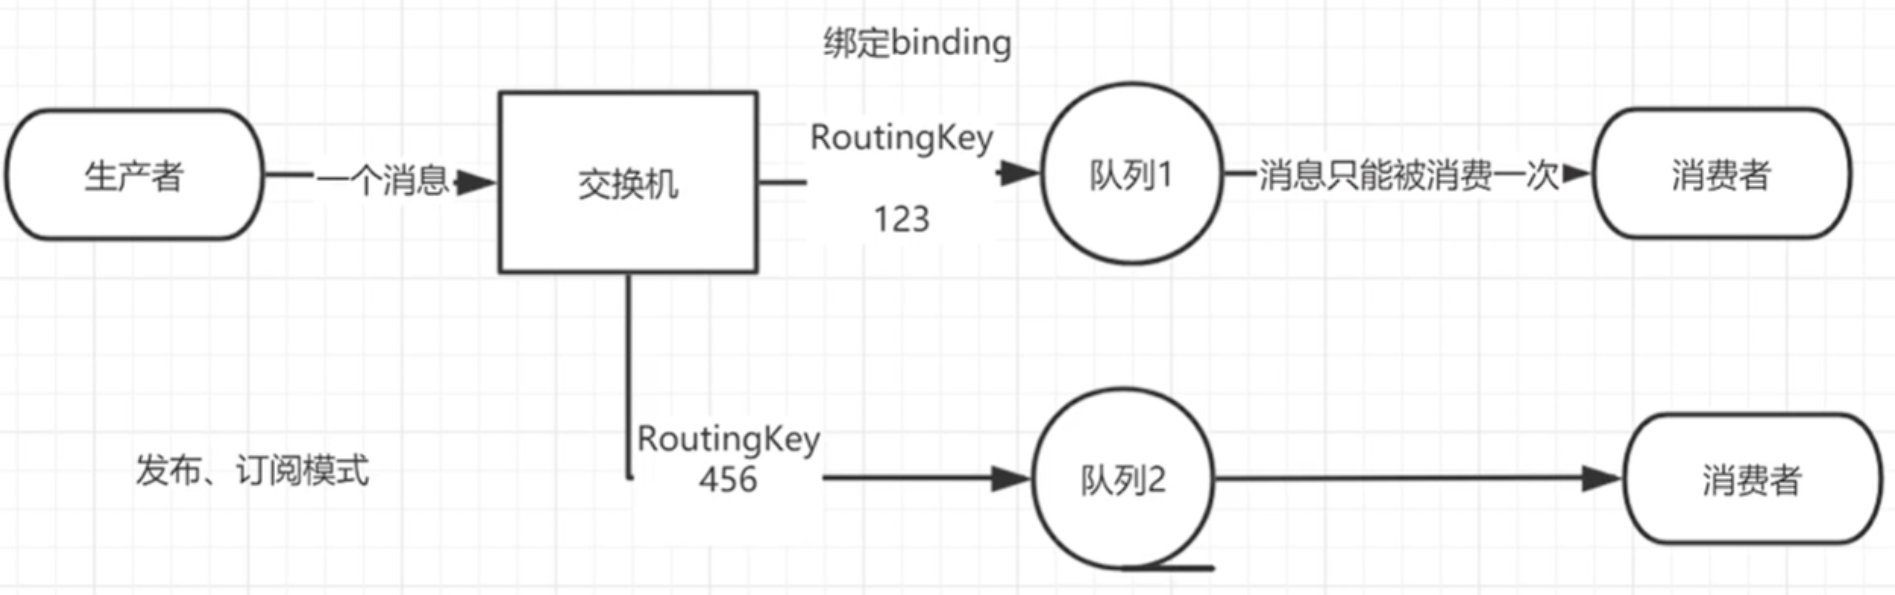 绑定binding
生产者
一个消息
交换机
RoutingKey
123
队列1
消息只能被消费一次
消费者
发布、订阅模式
RoutingKey
456
队列2
消费者